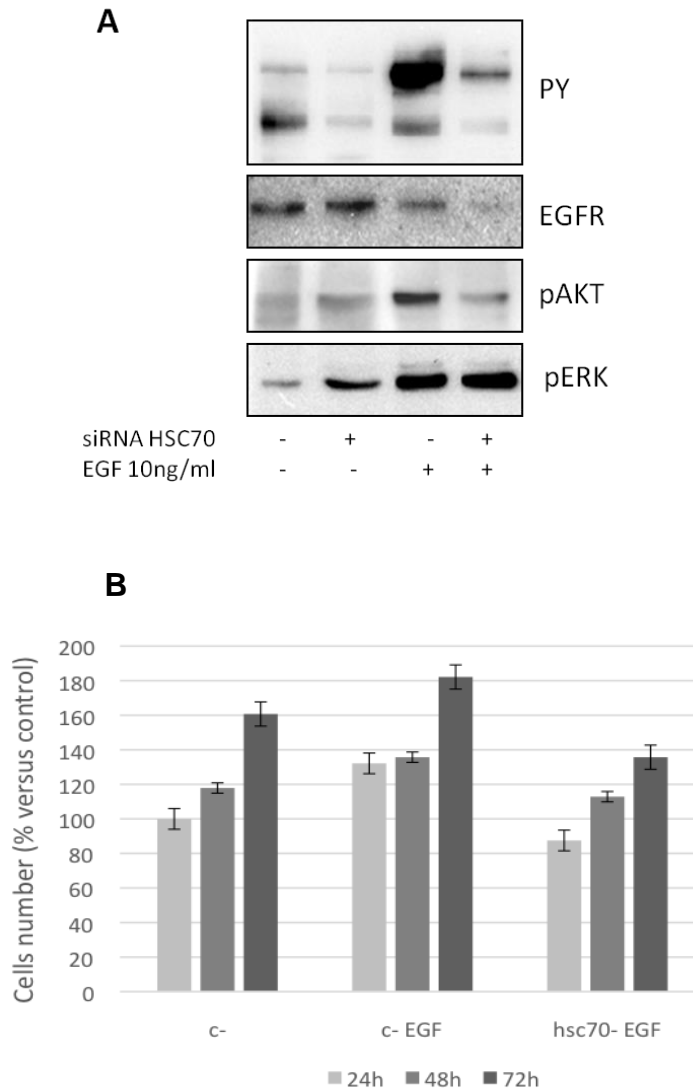 A
PY
EGFR
pAKT
pERK
siRNA HSC70 - + - +
EGF 10ng/ml - - + +
B
Cells number (% versus control)
200
180
160
140
120
100
80
60
40
20
0
c- c- EGF hsc70- EGF
24h 48h 72h